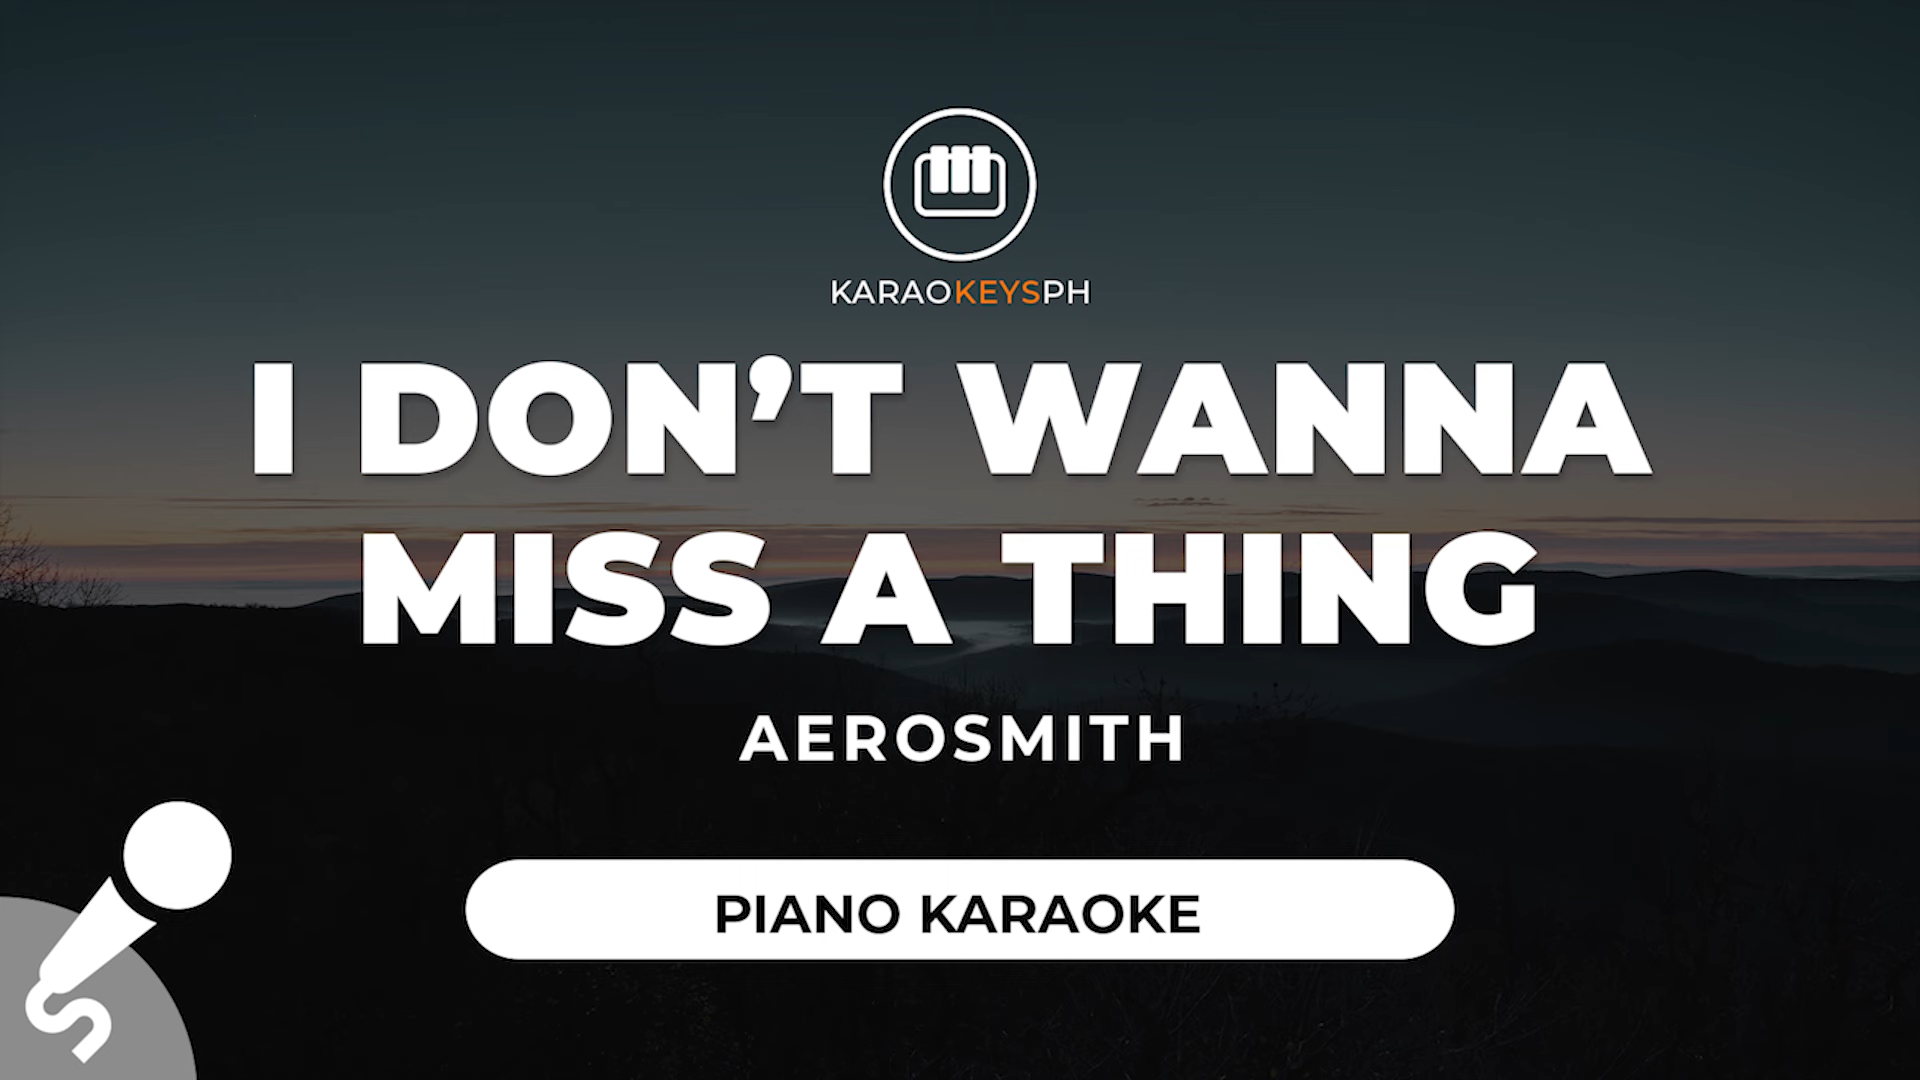 KARAOKEYSPH
I DON’T WANNA
MISS A THING
AEROSMITH
PIANO KARAOKE